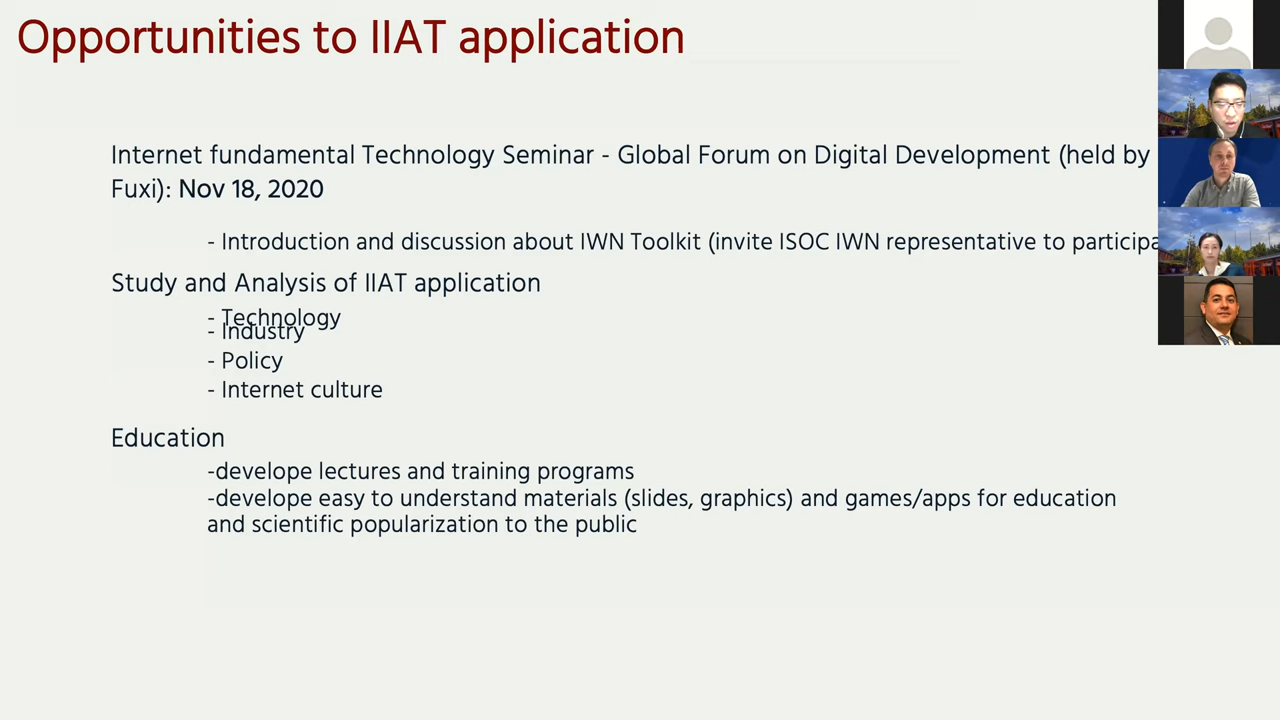 Opportunities to IIAT application
Internet fundamental Technology Seminar - Global Forum on Digital Development (held by
Fuxi): Nov 18, 2020
- Introduction and discussion about IWN Toolkit (invite ISOC IWN representative to participa
Study and Analysis of IIAT application
- Technology
- Industry
- Policy
- Internet culture
Education
-develope lectures and training programs
-develope easy to understand materials (slides, graphics) and games/apps for education
and scientific popularization to the public